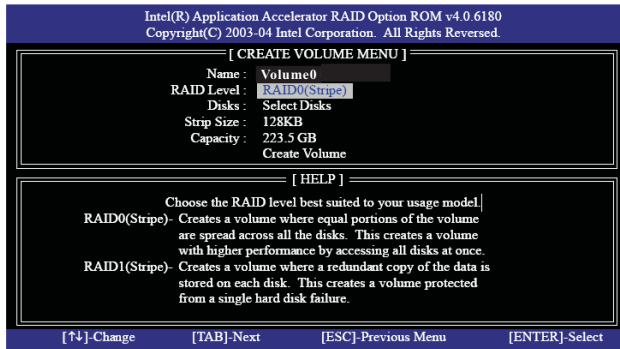 Intel(R) Application Accelerator RAID Option ROM v4.0.6180
Copyright(C) 2003-04 Intel Corporation. All Rights Reserved.
[ CREATE VOLUME MENU ]
Name : Volume0
RAID Level : RAID0(Stripe)
Disks : Select Disks
Strip Size : 128KB
Capacity : 223.5 GB
Create Volume
[ HELP ]
Choose the RAID level best suited to your usage model.
RAID0(Stripe)- Creates a volume where equal portions of the volume
are spread across all the disks. This creates a volume
with higher performance by accessing all disks at once.
RAID1(Stripe)- Creates a volume where a redundant copy of the data is
stored on each disk. This creates a volume protected
from a single hard disk failure.
[↑↓]-Change [TAB]-Next [ESC]-Previous Menu [ENTER]-Select